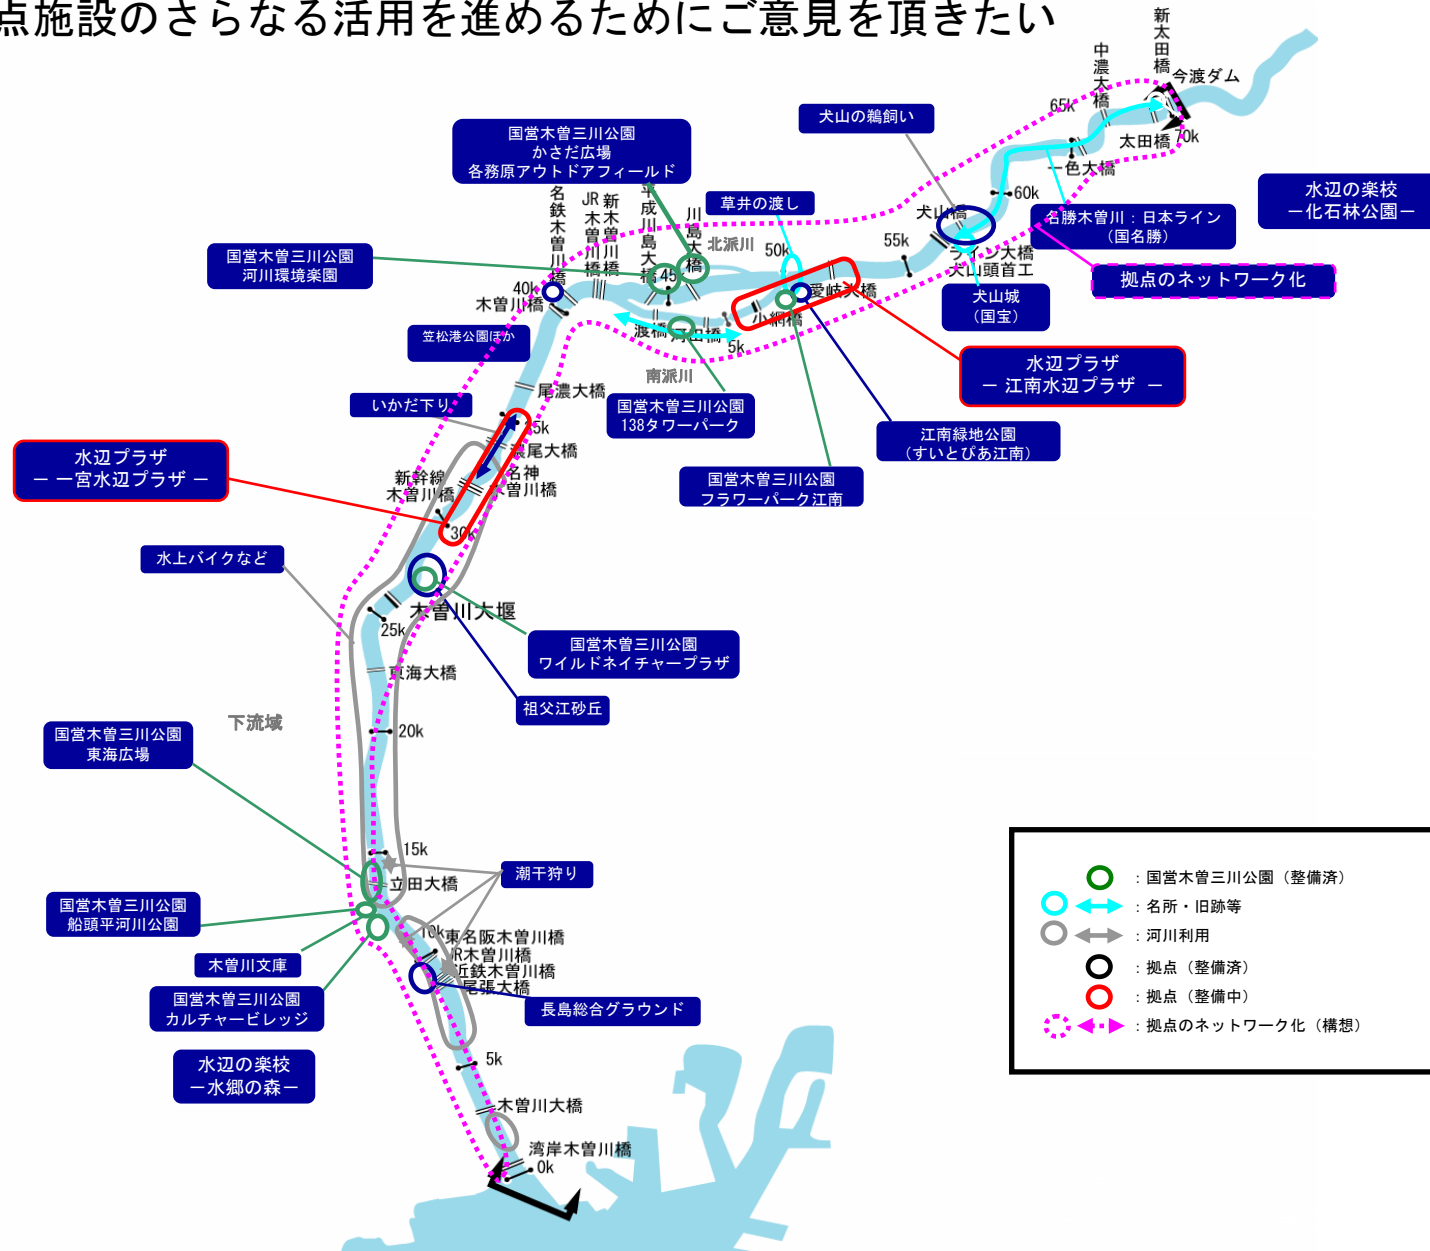 点施設のさらなる活用を進めるためにご意見を頂きたい
新太田橋
中濃大橋
今渡ダム
65k
太田橋
70k
一色大橋
60k
犬山の鵜飼い
国営木曽三川公園
かさだ広場
各務原アウトドアフィールド
水辺の楽校
－化石林公園－
名勝木曽川：日本ライン
（国名勝）
拠点のネットワーク化
犬山橋
ライン大橋
犬山頭首工
55k
犬山城
（国宝）
草井の渡し
50k
北派川
川島大橋
平成川島大橋
新木曽川橋
JR木曽川橋
名鉄木曽川橋
45k
国営木曽三川公園
河川環境楽園
40k
木曽川橋
愛岐大橋
小網橋
渡橋
河田橋
5k
南派川
笠松港公園ほか
水辺プラザ
－ 江南水辺プラザ －
尾濃大橋
いかだ下り
国営木曽三川公園
138タワーパーク
江南緑地公園
（すいとぴあ江南）
35k
濃尾大橋
水辺プラザ
－ 一宮水辺プラザ －
新幹線
木曽川橋
名神
木曽川橋
国営木曽三川公園
フラワーパーク江南
30k
水上バイクなど
木曽川大堰
25k
国営木曽三川公園
ワイルドネイチャープラザ
東海大橋
祖父江砂丘
下流域
20k
国営木曽三川公園
東海広場
15k
潮干狩り
立田大橋
国営木曽三川公園
船頭平河川公園
10k
東名阪木曽川橋
JR木曽川橋
近鉄木曽川橋
尾張大橋
木曽川文庫
国営木曽三川公園
カルチャービレッジ
長島総合グラウンド
水辺の楽校
－水郷の森－
5k
木曽川大橋
湾岸木曽川橋
0k
：国営木曽三川公園（整備済）
：名所・旧跡等
：河川利用
：拠点（整備済）
：拠点（整備中）
：拠点のネットワーク化（構想）